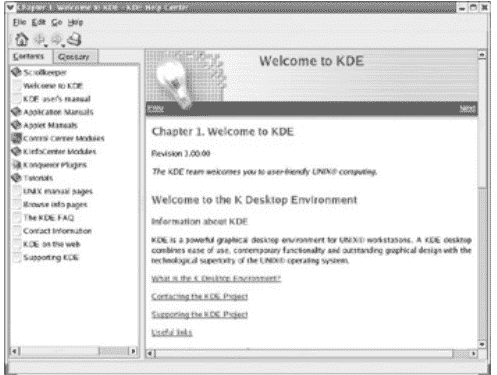 Chapter 1. Welcome to KDE - KDE Help Center
File Edit Go Help
Contents Glossary
Scrollkeeper
Welcome to KDE
KDE user's manual
Application Manuals
Applet Manuals
Control Center Modules
KInfoCenter Modules
Konqueror Plugins
Tutorials
UNIX manual pages
Browse info pages
The KDE FAQ
Contact Information
KDE on the web
Supporting KDE
Welcome to KDE
Prev Next
Chapter 1. Welcome to KDE
Revision 3.00.00
The KDE team welcomes you to user-friendly UNIX® computing.
Welcome to the K Desktop Environment
Information about KDE
KDE is a powerful graphical desktop environment for UNIX® workstations. A KDE desktop
combines ease of use, contemporary functionality and outstanding graphical design with the
technological superiority of the UNIX® operating system.
What is the K Desktop Environment?
Contacting the KDE Project
Supporting the KDE Project
Useful links